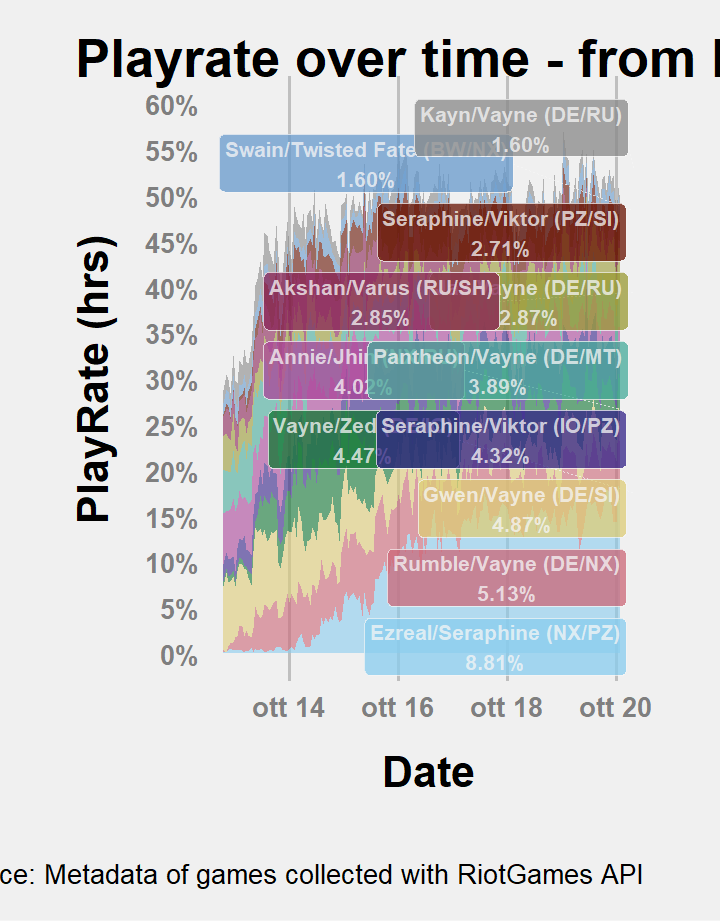 Playrate over time - from
60%
55%
50%
45%
40%
35%
30%
25%
20%
15%
10%
5%
0%
PlayRate (hrs)
Kayn/Vayne (DE/RU)
1.60%
Swain/Twisted Fate (BW/NX)
1.60%
Seraphine/Viktor (PZ/SI)
2.71%
Akshan/Varus (RU/SH)
2.85%
yne (DE/RU)
2.87%
Annie/Jhin
4.02%
Pantheon/Vayne (DE/MT)
3.89%
Vayne/Zed
4.47%
Seraphine/Viktor (IO/PZ)
4.32%
Gwen/Vayne (DE/SI)
4.87%
Rumble/Vayne (DE/NX)
5.13%
Ezreal/Seraphine (NX/PZ)
8.81%
ott 14
ott 16
ott 18
ott 20
Date
ce: Metadata of games collected with RiotGames API